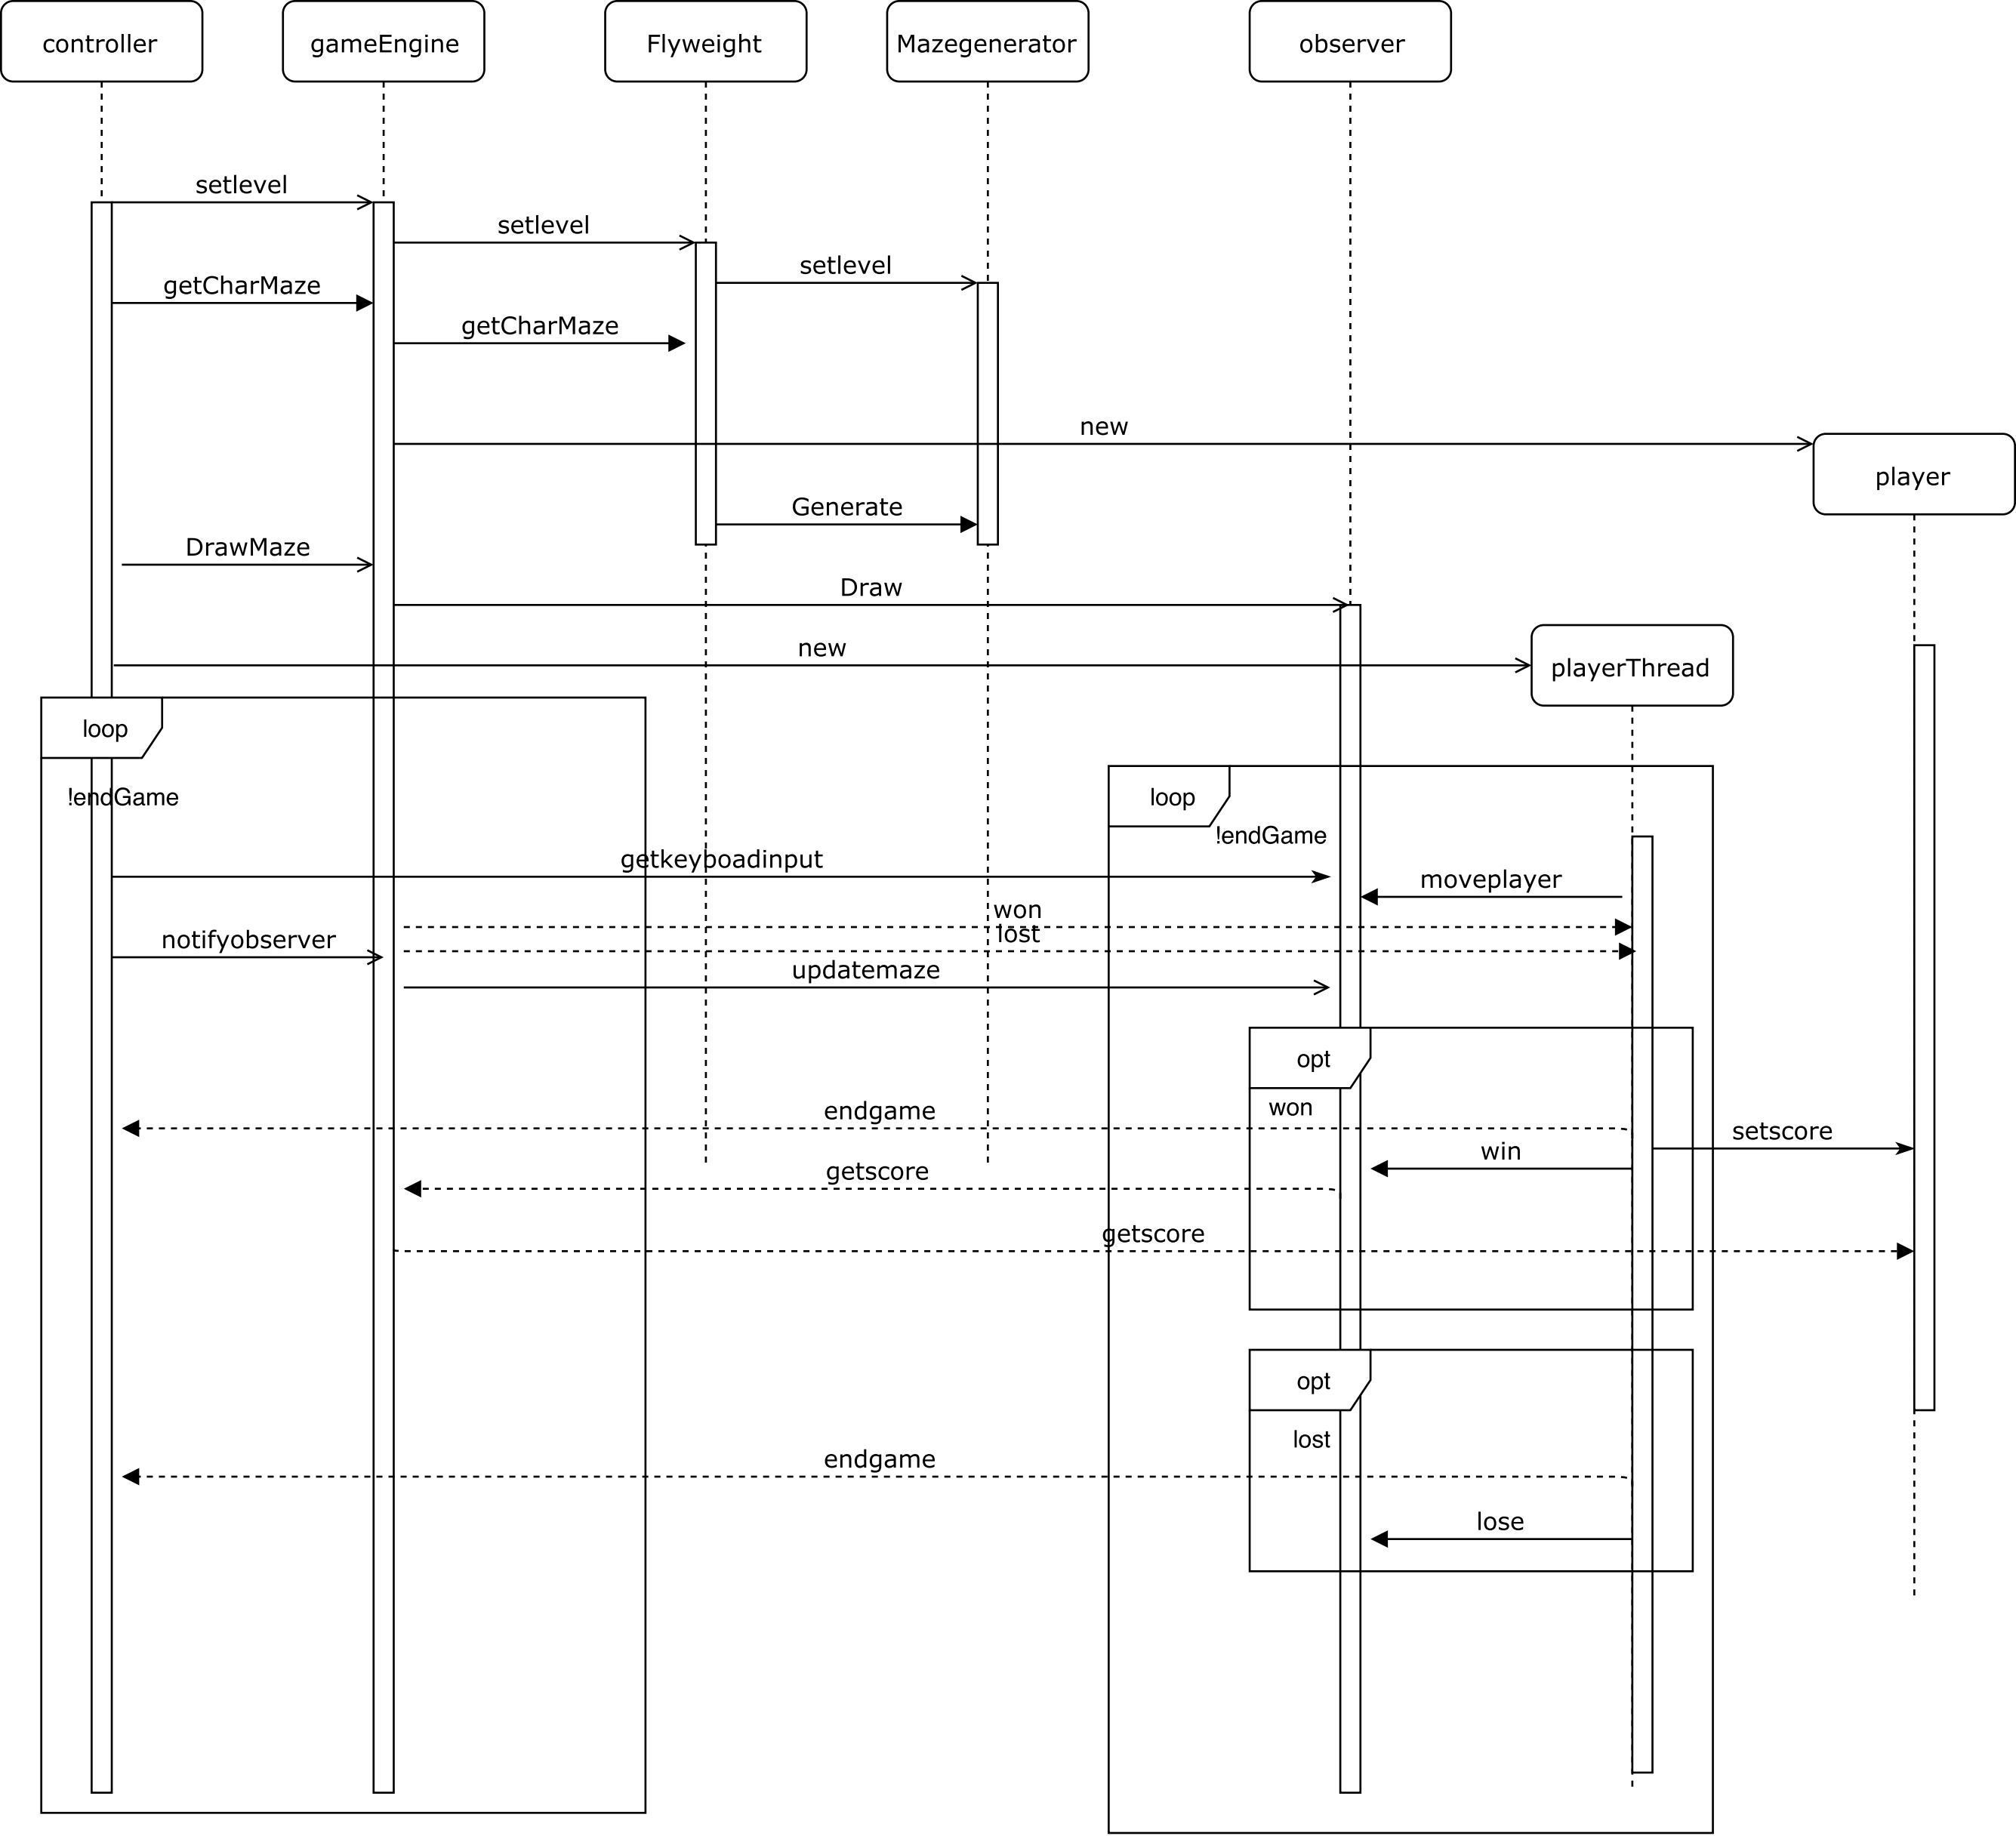 controller
gameEngine
Flyweight
Mazegenerator
observer
setlevel
setlevel
setlevel
getCharMaze
getCharMaze
new
player
Generate
DrawMaze
Draw
new
playerThread
loop
!endGame
loop
!endGame
getkeyboadinput
moveplayer
won
lost
notifyobserver
updatemaze
opt
won
endgame
setscore
win
getscore
getscore
opt
lost
endgame
lose